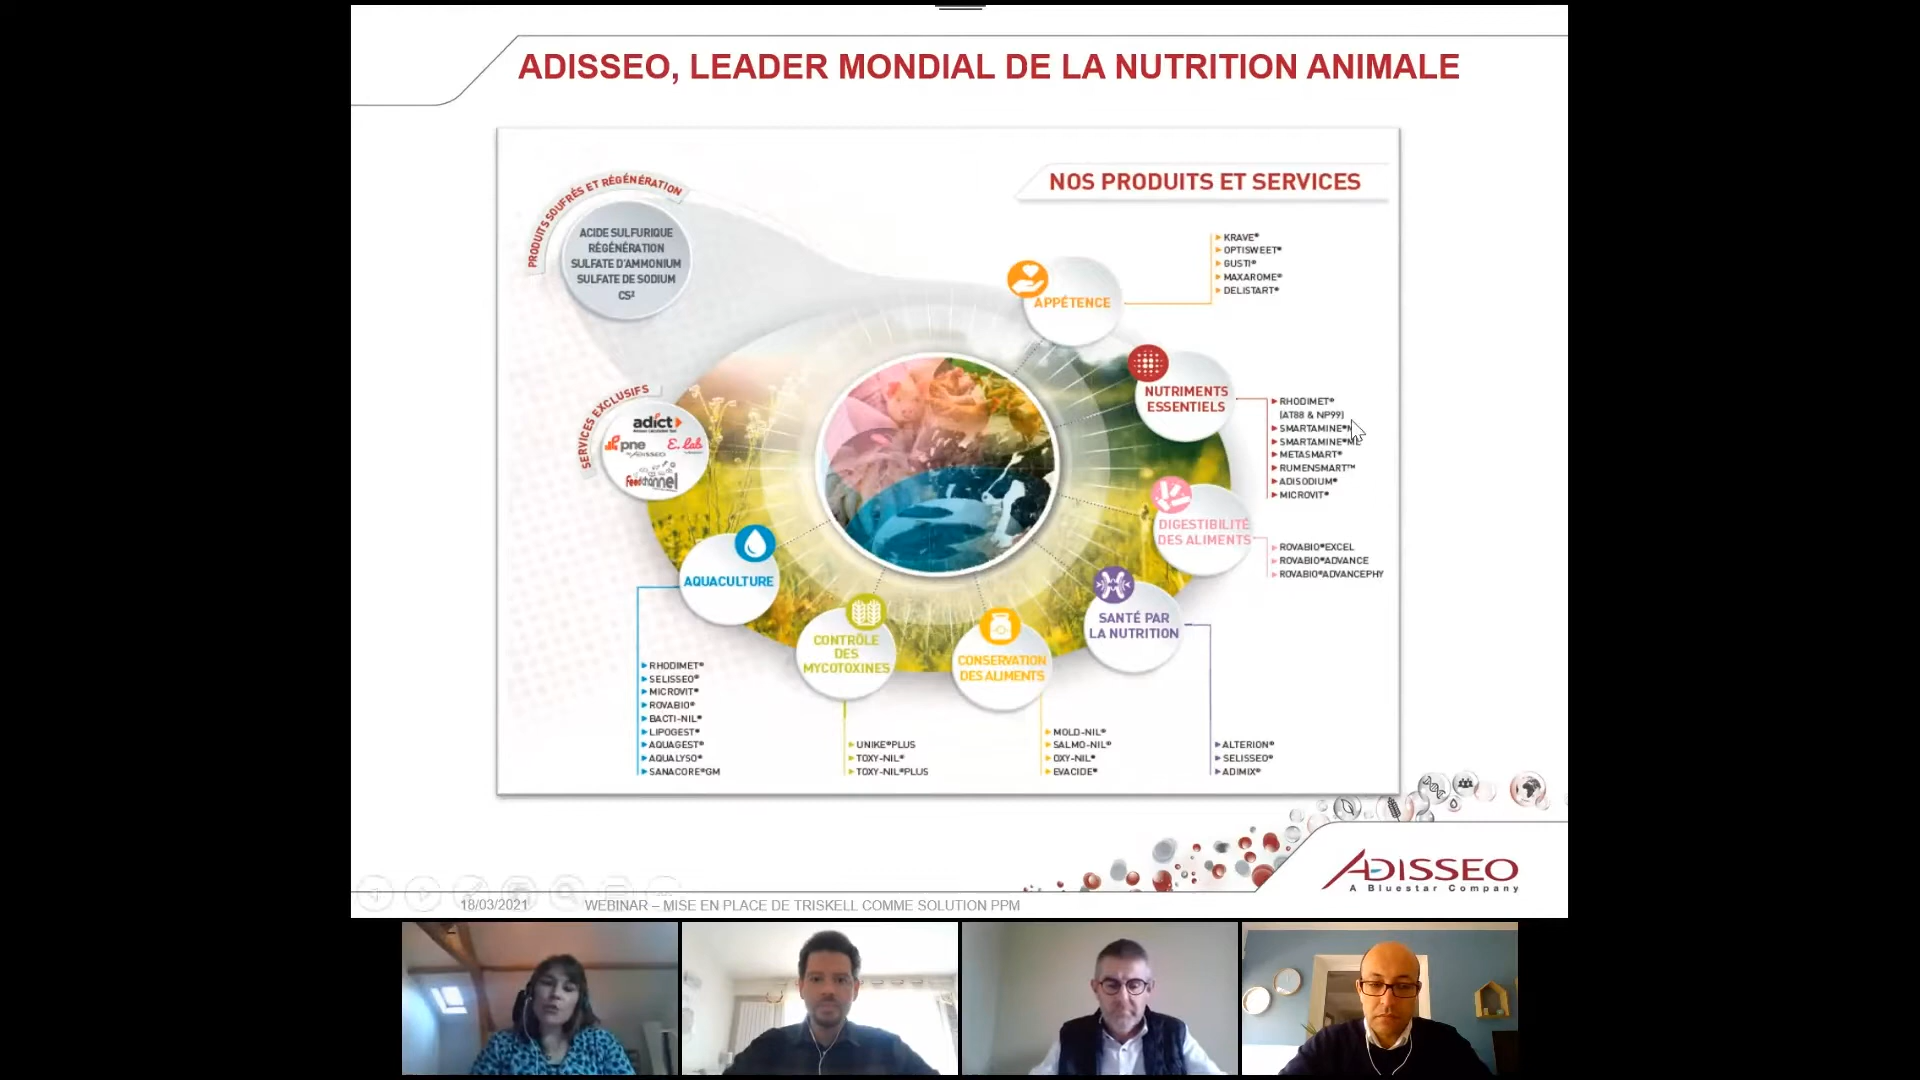 ADISSEO, LEADER MONDIAL DE LA NUTRITION ANIMALE
NOS PRODUITS ET SERVICES
PRODUITS SOUFRÉS ET RÉGÉNÉRATION
ACIDE SULFURIQUE
RÉGÉNÉRATION
SULFATE D'AMMONIUM
SULFATE DE SODIUM
CS²
APPÉTENCE
KRAVE®
OPTISWEET®
GUSTI®
MAXAROME®
DELISTART®
NUTRIMENTS
ESSENTIELS
RHODIMET®
(AT88 & NP99)
SMARTAMINE®
SMARTAMINE®ML
METASMART®
RUMENSMART™
ADISODIUM®
MICROVIT®
DIGESTIBILITÉ
DES ALIMENTS
ROVABIO®EXCEL
ROVABIO®ADVANCE
ROVABIO®ADVANCEPHY
SANTÉ PAR
LA NUTRITION
ALTERION®
SELISSEO®
ADIMIX®
CONSERVATION
DES ALIMENTS
MOLD-NIL®
SALMO-NIL®
OXY-NIL®
EVACIDE®
CONTRÔLE
DES
MYCOTOXINES
UNIKE®PLUS
TOXY-NIL®
TOXY-NIL®PLUS
AQUACULTURE
RHODIMET®
SELISSEO®
MICROVIT®
ROVABIO®
BACTI-NIL®
LIPOGEST®
AQUAGEST®
AQUALYSO®
SANACORE®GM
SERVICES EXCLUSIFS
adict
pne
BY ADISSEO
E.lab
feedchannel
ADISSEO
A Bluestar Company
18/03/2021
WEBINAR – MISE EN PLACE DE TRISKELL COMME SOLUTION PPM